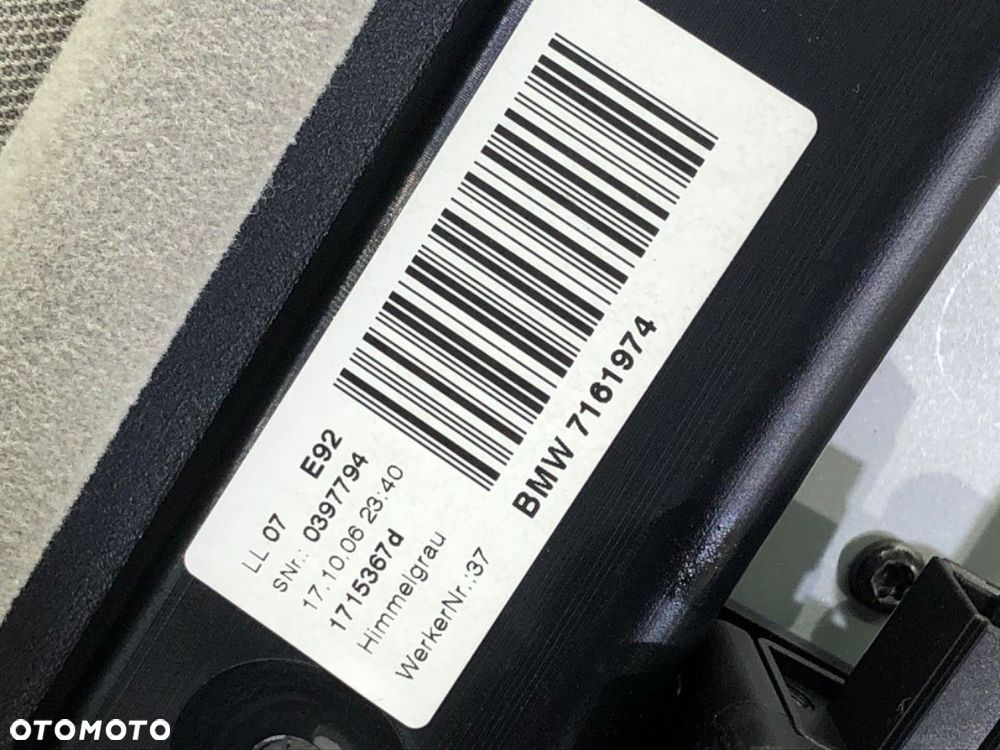 BMW 7161974
LL 07 E92
SNr.: 0397794
17.10.06 23:40
1715367d
Himmelgrau
WerkerNr.:37
OTOMOTO